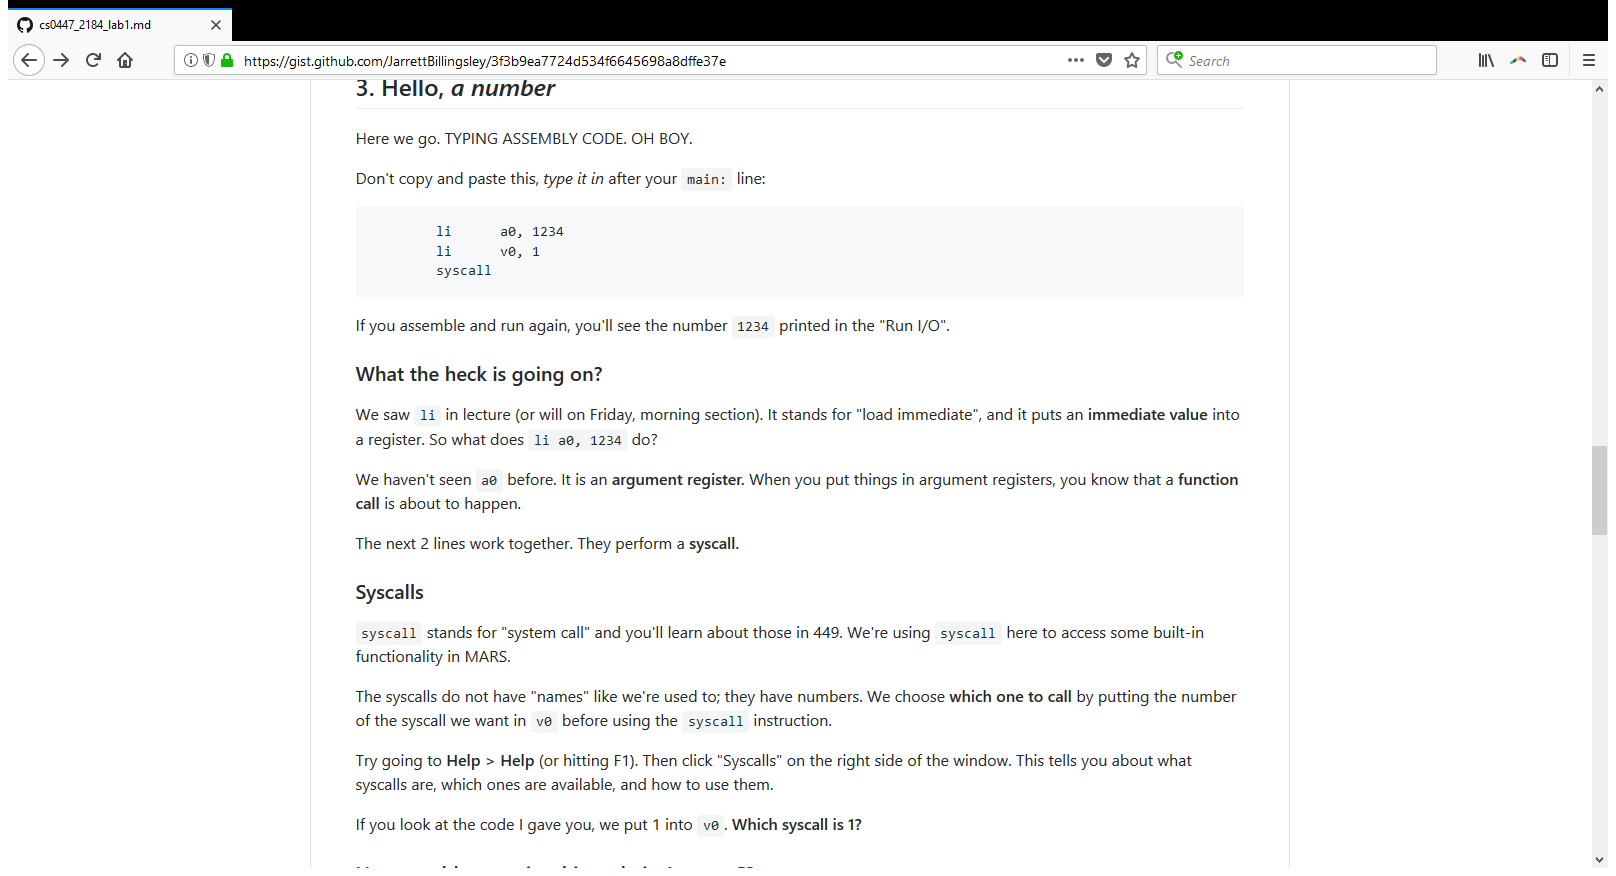 cs0447_2184_lab1.md
https://gist.github.com/JarrettBillingsley/3f3b9ea7724d534f6645698a8dffe37e
Search
3. Hello, a number
Here we go. TYPING ASSEMBLY CODE. OH BOY.
Don't copy and paste this, type it in after your main: line:
li a0, 1234
li v0, 1
syscall
If you assemble and run again, you'll see the number 1234 printed in the "Run I/O".
What the heck is going on?
We saw li in lecture (or will on Friday, morning section). It stands for "load immediate", and it puts an immediate value into
a register. So what does li a0, 1234 do?
We haven't seen a0 before. It is an argument register. When you put things in argument registers, you know that a function
call is about to happen.
The next 2 lines work together. They perform a syscall.
Syscalls
syscall stands for "system call" and you'll learn about those in 449. We're using syscall here to access some built-in
functionality in MARS.
The syscalls do not have "names" like we're used to; they have numbers. We choose which one to call by putting the number
of the syscall we want in v0 before using the syscall instruction.
Try going to Help > Help (or hitting F1). Then click "Syscalls" on the right side of the window. This tells you about what
syscalls are, which ones are available, and how to use them.
If you look at the code I gave you, we put 1 into v0. Which syscall is 1?